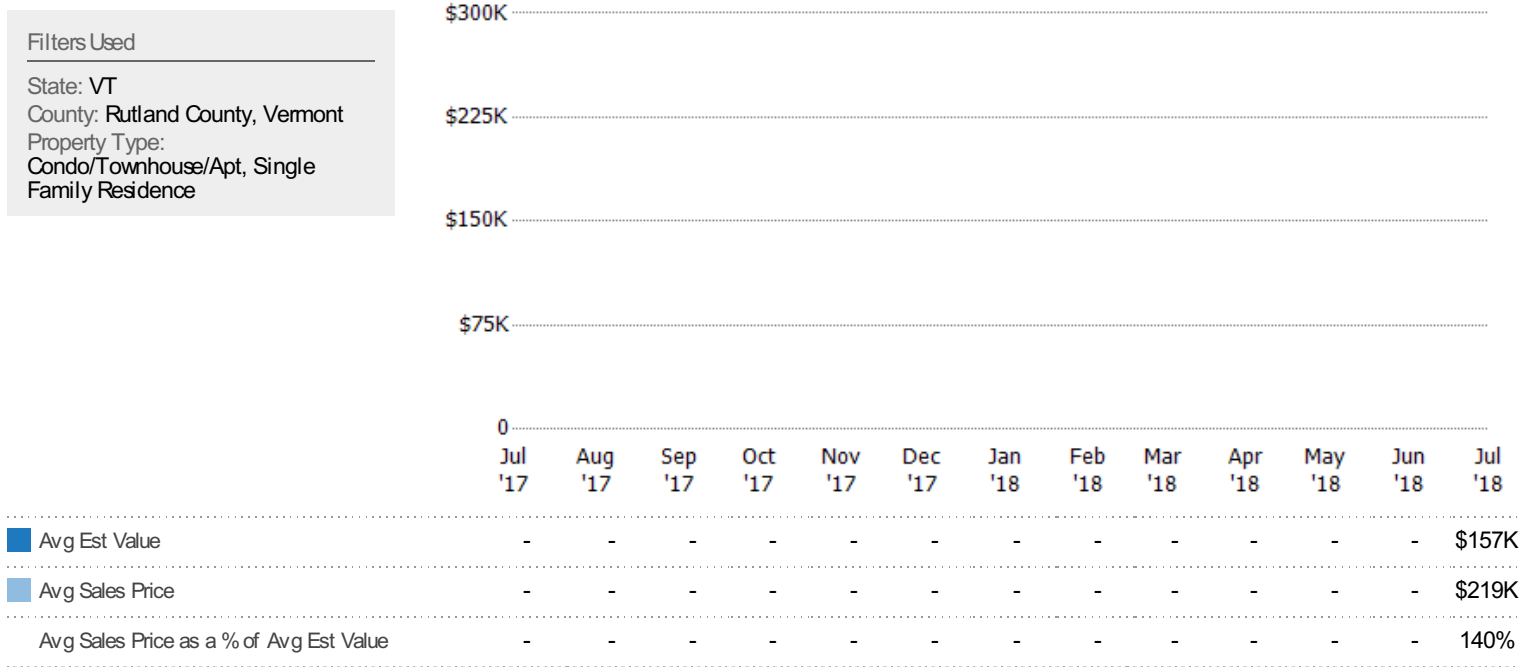 Filters Used
State: VT
County: Rutland County, Vermont
Property Type:
Condo/Townhouse/Apt, Single
Family Residence
$300K
$225K
$150K
$75K
0
Jul Aug Sep Oct Nov Dec Jan Feb Mar Apr May Jun Jul
'17 '17 '17 '17 '17 '17 '18 '18 '18 '18 '18 '18 '18
Avg Est Value - - - - - - - - - - - - $157K
Avg Sales Price - - - - - - - - - - - - $219K
Avg Sales Price as a % of Avg Est Value - - - - - - - - - - - - 140%